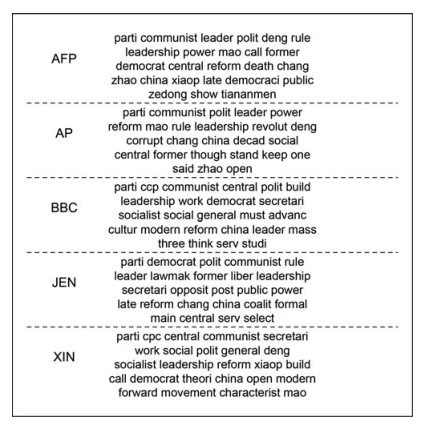 AFP
parti communist leader polit deng rule
leadership power mao call former
democrat central reform death chang
zhao china xiaop late democraci public
zedong show tiananmen
AP
parti communist polit leader power
reform mao rule leadership revolut deng
corrupt chang china decad social
central former though stand keep one
said zhao open
BBC
parti ccp communist central polit build
leadership work democrat secretari
socialist social general must advanc
cultur modern reform china leader mass
three think serv studi
JEN
parti democrat polit communist rule
leader lawmak former liber leadership
secretari opposit post public power
late reform chang china coalit formal
main central serv select
XIN
parti cpc central communist secretari
work social polit general deng
socialist leadership reform xiaop build
call democrat theori china open modern
forward movement characterist mao